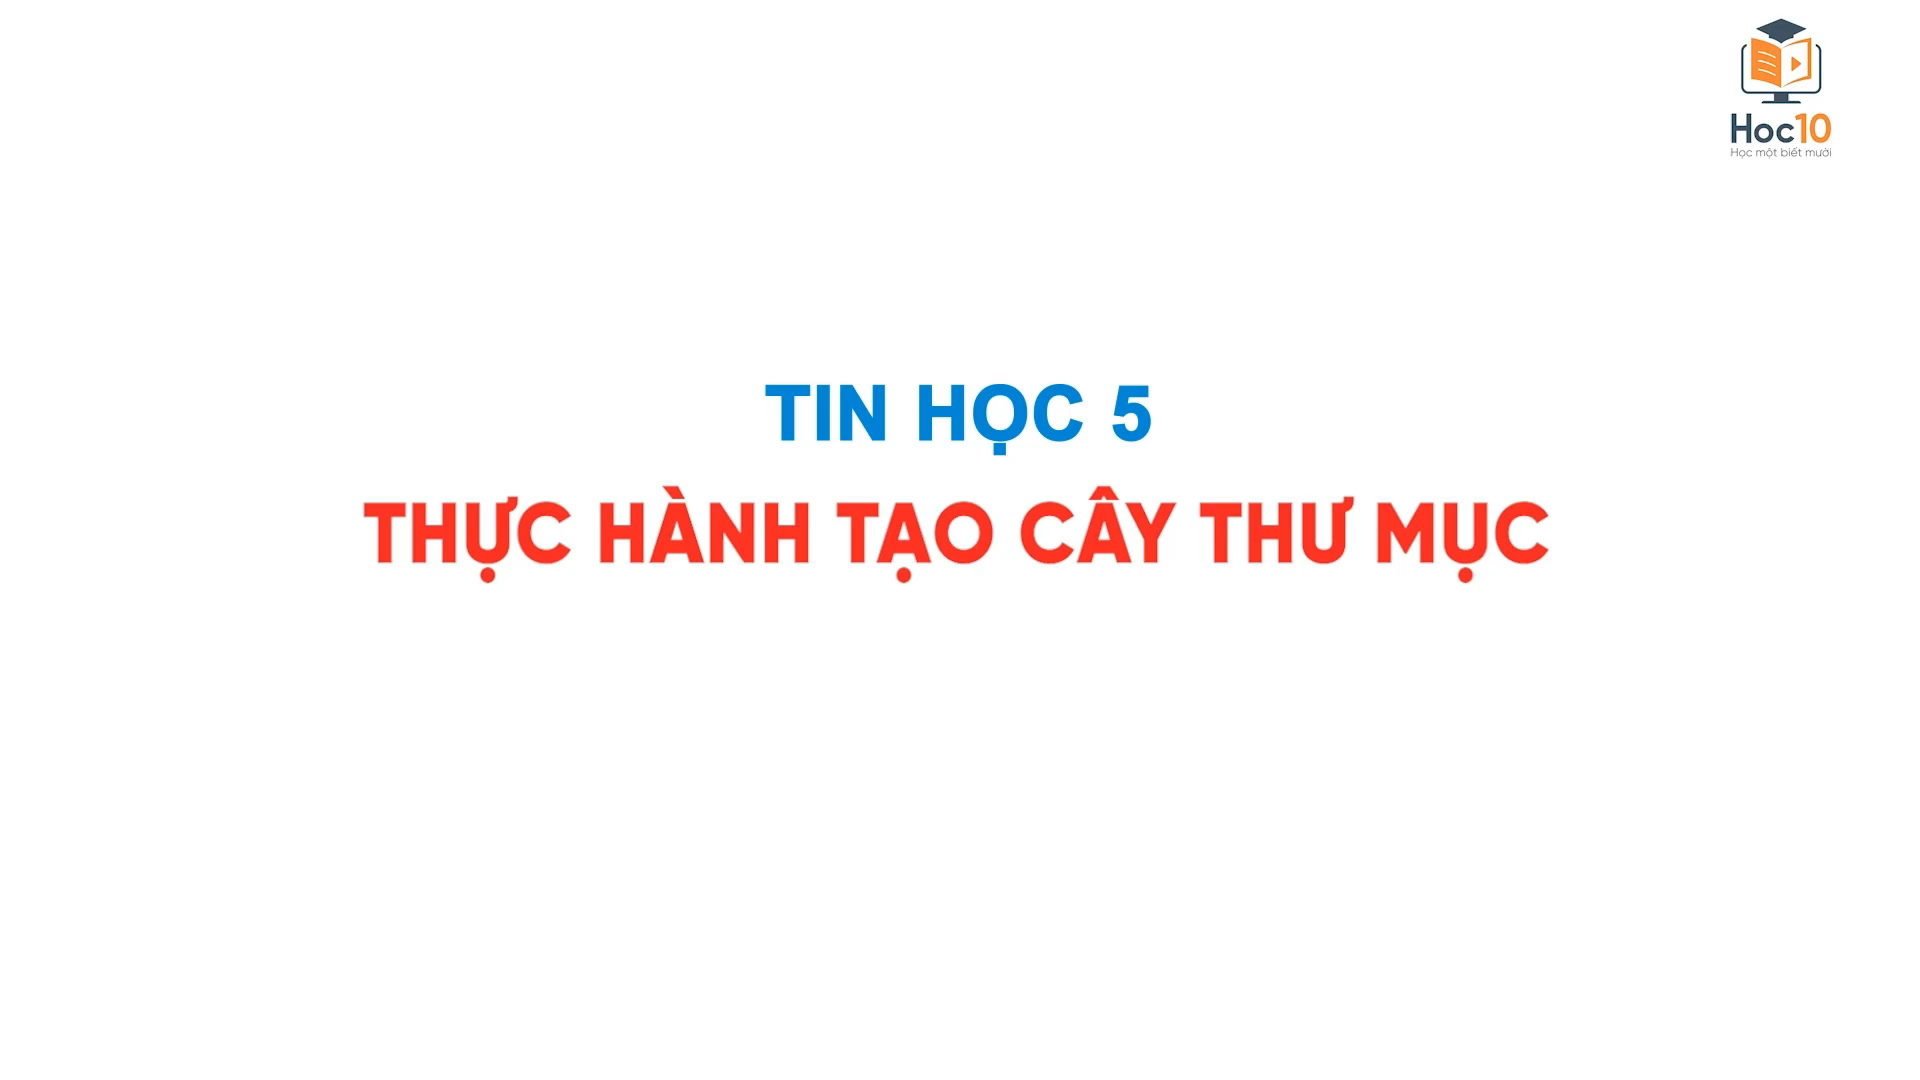 Hoc10
Học một biết mười
TIN HỌC 5
THỰC HÀNH TẠO CÂY THƯ MỤC